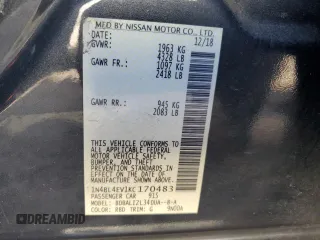 MFD BY NISSAN MOTOR CO., LTD.
DATE: 12/18
GVWR: 1963 KG
4328 LB
GAWR FR.: 1097 KG
2418 LB
GAWR RR.: 945 KG
2083 LB
THIS VEHICLE CONFORMS TO ALL
APPLICABLE U.S. FEDERAL MOTOR
VEHICLE SAFETY,
BUMPER, AND THEFT
PREVENTION STANDARDS
IN EFFECT ON THE DATE OF
MANUFACTURE SHOWN ABOVE.
1N4BL4EV1KC170483
PASSENGER CAR
COLOR: RBD TRIM: G